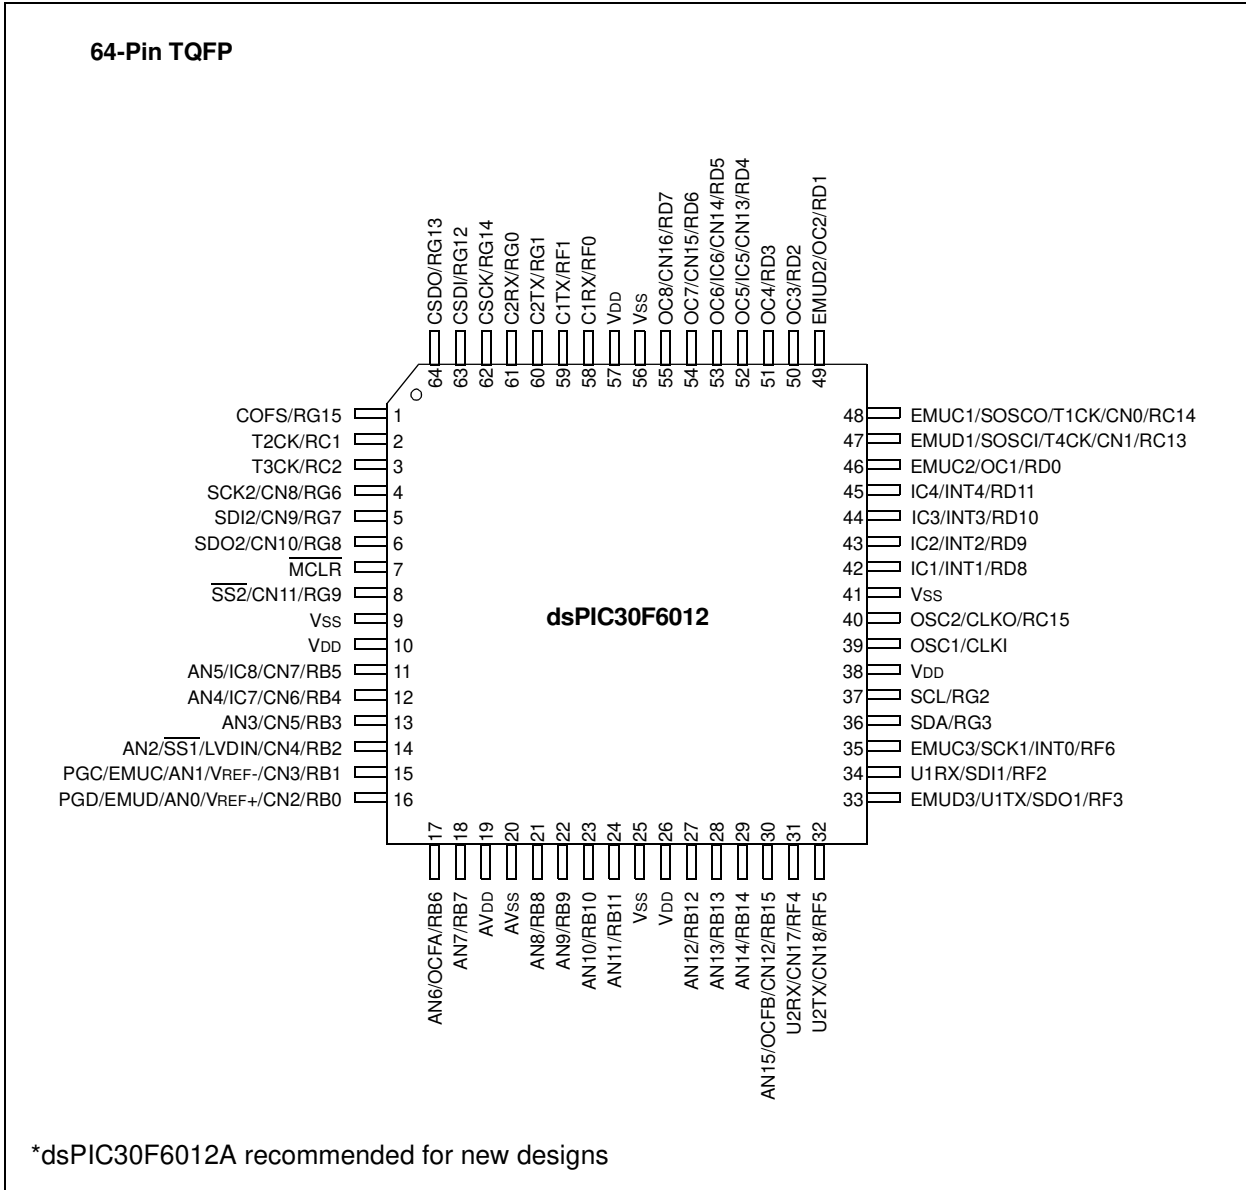 64-Pin TQFP
CSDO/RG13
CSDI/RG12
CSCK/RG14
C2RX/RG0
C2TX/RG1
C1TX/RF1
C1RX/RF0
VDD
VSS
OC8/CN16/RD7
OC7/CN15/RD6
OC6/IC6/CN14/RD5
OC5/IC5/CN13/RD4
OC4/RD3
OC3/RD2
EMUD2/OC2/RD1
64 63 62 61 60 59 58 57 56 55 54 53 52 51 50 49
COFS/RG15 1
T2CK/RC1 2
T3CK/RC2 3
SCK2/CN8/RG6 4
SDI2/CN9/RG7 5
SDO2/CN10/RG8 6
MCLR 7
SS2/CN11/RG9 8
VSS 9
VDD 10
AN5/IC8/CN7/RB5 11
AN4/IC7/CN6/RB4 12
AN3/CN5/RB3 13
AN2/SS1/LVDIN/CN4/RB2 14
PGC/EMUC/AN1/VREF-/CN3/RB1 15
PGD/EMUD/AN0/VREF+/CN2/RB0 16
dsPIC30F6012
48 EMUC1/SOSCO/T1CK/CN0/RC14
47 EMUD1/SOSCI/T4CK/CN1/RC13
46 EMUC2/OC1/RD0
45 IC4/INT4/RD11
44 IC3/INT3/RD10
43 IC2/INT2/RD9
42 IC1/INT1/RD8
41 VSS
40 OSC2/CLKO/RC15
39 OSC1/CLKI
38 VDD
37 SCL/RG2
36 SDA/RG3
35 EMUC3/SCK1/INT0/RF6
34 U1RX/SDI1/RF2
33 EMUD3/U1TX/SDO1/RF3
17 18 19 20 21 22 23 24 25 26 27 28 29 30 31 32
AN6/OCFA/RB6
AN7/RB7
AVDD
AVSS
AN8/RB8
AN9/RB9
AN10/RB10
AN11/RB11
VSS
VDD
AN12/RB12
AN13/RB13
AN14/RB14
AN15/OCFB/CN12/RB15
U2RX/CN17/RF4
U2TX/CN18/RF5
*dsPIC30F6012A recommended for new designs